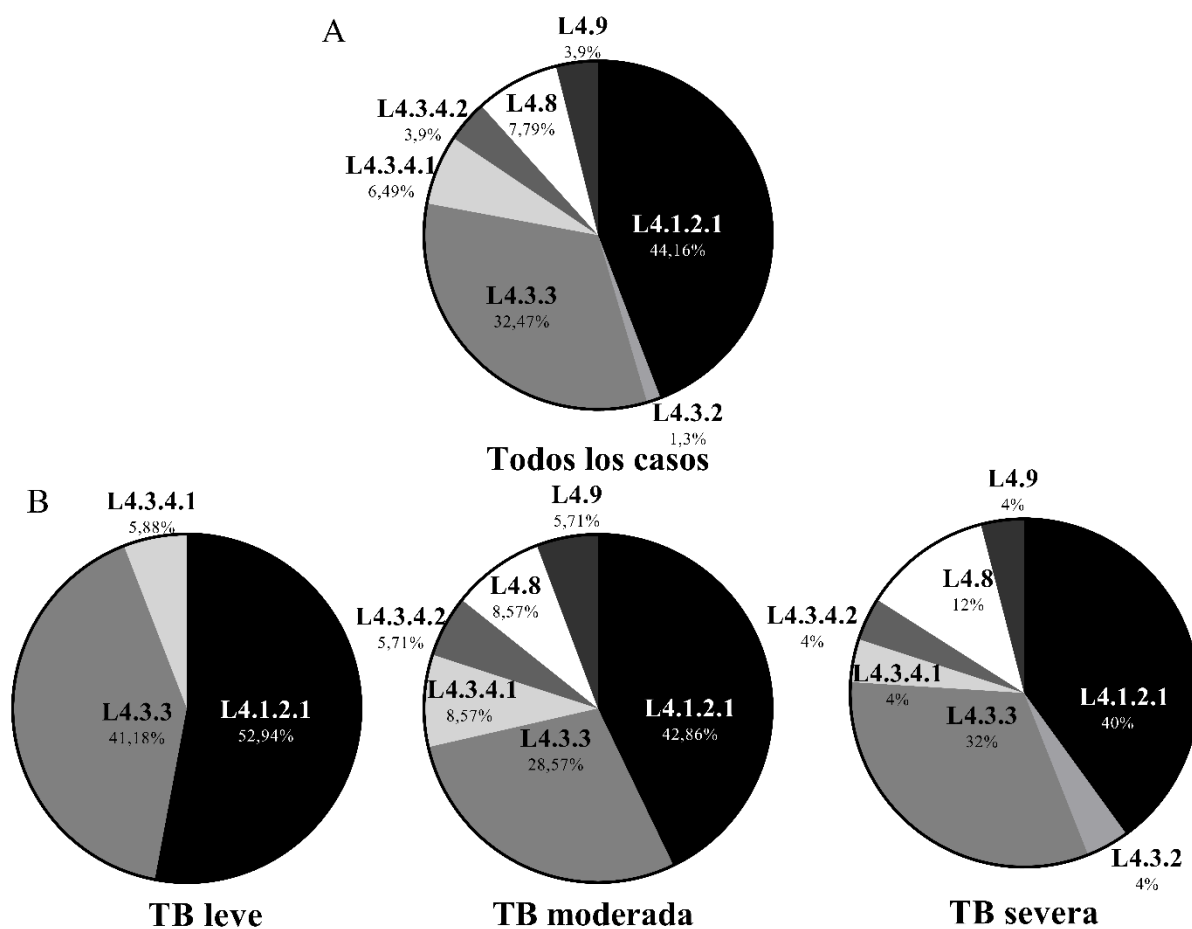 A
L4.9
3,9%
L4.8
7,79%
L4.3.4.2
3,9%
L4.3.4.1
6,49%
L4.1.2.1
44,16%
L4.3.3
32,47%
L4.3.2
1,3%
Todos los casos
B
L4.3.4.1
5,88%
L4.3.3
41,18%
L4.1.2.1
52,94%
TB leve
L4.9
5,71%
L4.8
8,57%
L4.3.4.2
5,71%
L4.3.4.1
8,57%
L4.1.2.1
42,86%
L4.3.3
28,57%
TB moderada
L4.9
4%
L4.8
12%
L4.3.4.2
4%
L4.3.4.1
4%
L4.1.2.1
40%
L4.3.3
32%
L4.3.2
4%
TB severa